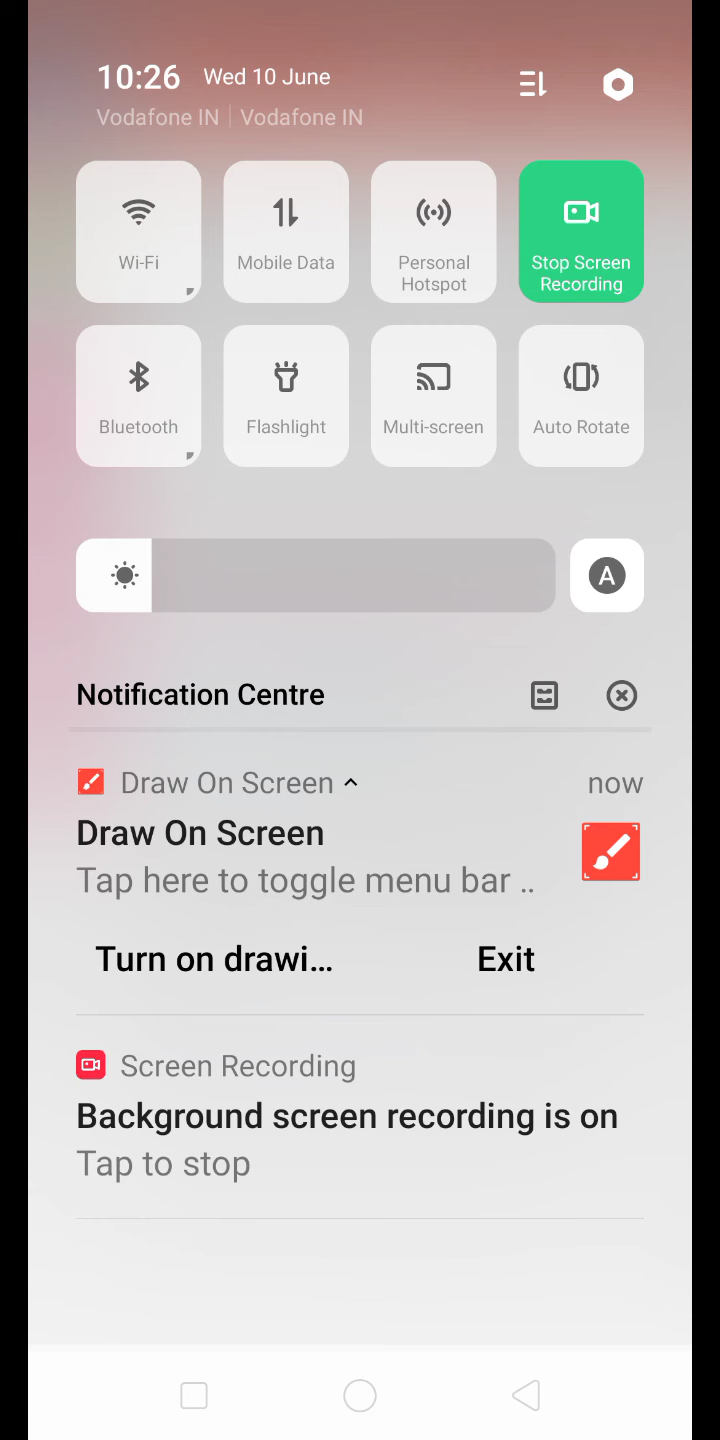 10:26 Wed 10 June
Vodafone IN Vodafone IN
Wi-Fi
Mobile Data
Personal
Hotspot
Stop Screen
Recording
Bluetooth
Flashlight
Multi-screen
Auto Rotate
A
Notification Centre
Draw On Screen now
Draw On Screen
Tap here to toggle menu bar ..
Turn on drawi... Exit
Screen Recording
Background screen recording is on
Tap to stop